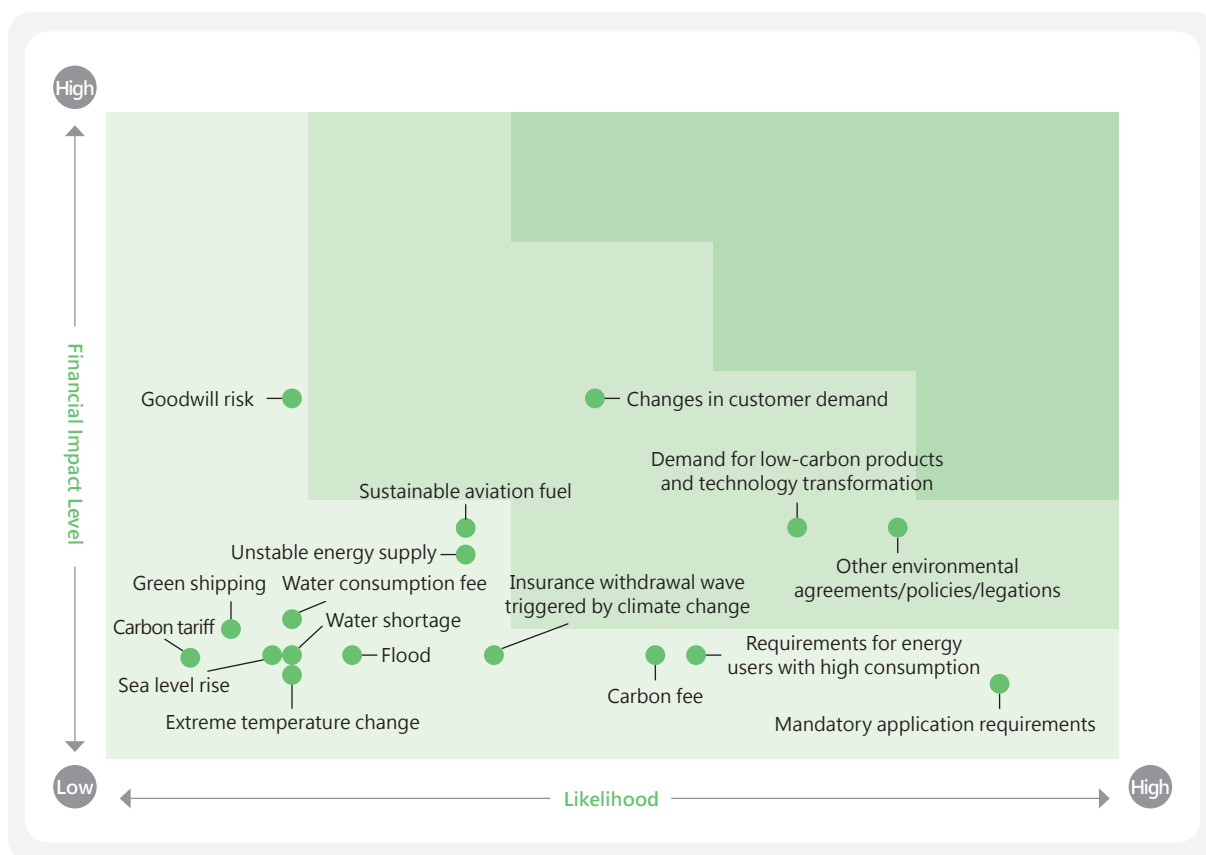 High
Financial Impact Level
Goodwill risk
Changes in customer demand
Demand for low-carbon products
and technology transformation
Sustainable aviation fuel
Unstable energy supply
Other environmental
agreements/policies/legations
Green shipping
Water consumption fee
Insurance withdrawal wave
triggered by climate change
Carbon tariff
Water shortage
Flood
Requirements for energy
users with high consumption
Sea level rise
Carbon fee
Extreme temperature change
Mandatory application requirements
Low
Likelihood
High